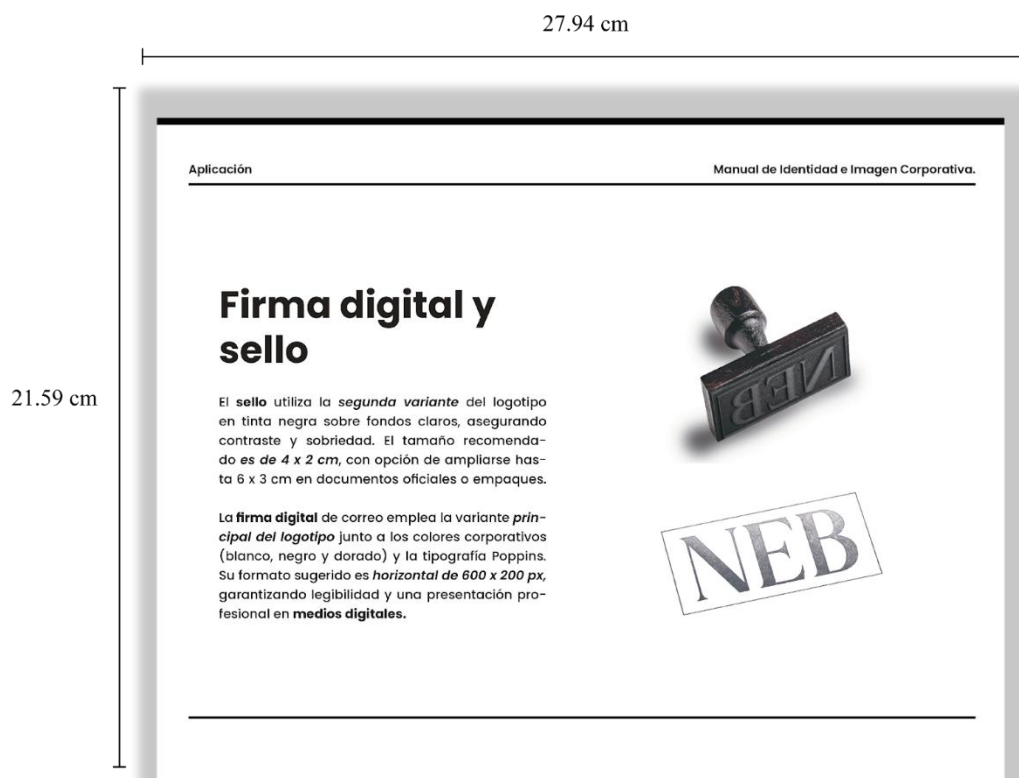 27.94 cm
21.59 cm
Aplicación
Manual de Identidad e Imagen Corporativa.
Firma digital y
sello
El sello utiliza la segunda variante del logotipo
en tinta negra sobre fondos claros, asegurando
contraste y sobriedad. El tamaño recomenda-
do es de 4 x 2 cm, con opción de ampliarse has-
ta 6 x 3 cm en documentos oficiales o empaques.
La firma digital de correo emplea la variante prin-
cipal del logotipo junto a los colores corporativos
(blanco, negro y dorado) y la tipografía Poppins.
Su formato sugerido es horizontal de 600 x 200 px,
garantizando legibilidad y una presentación pro-
fesional en medios digitales.
NEB
NEB